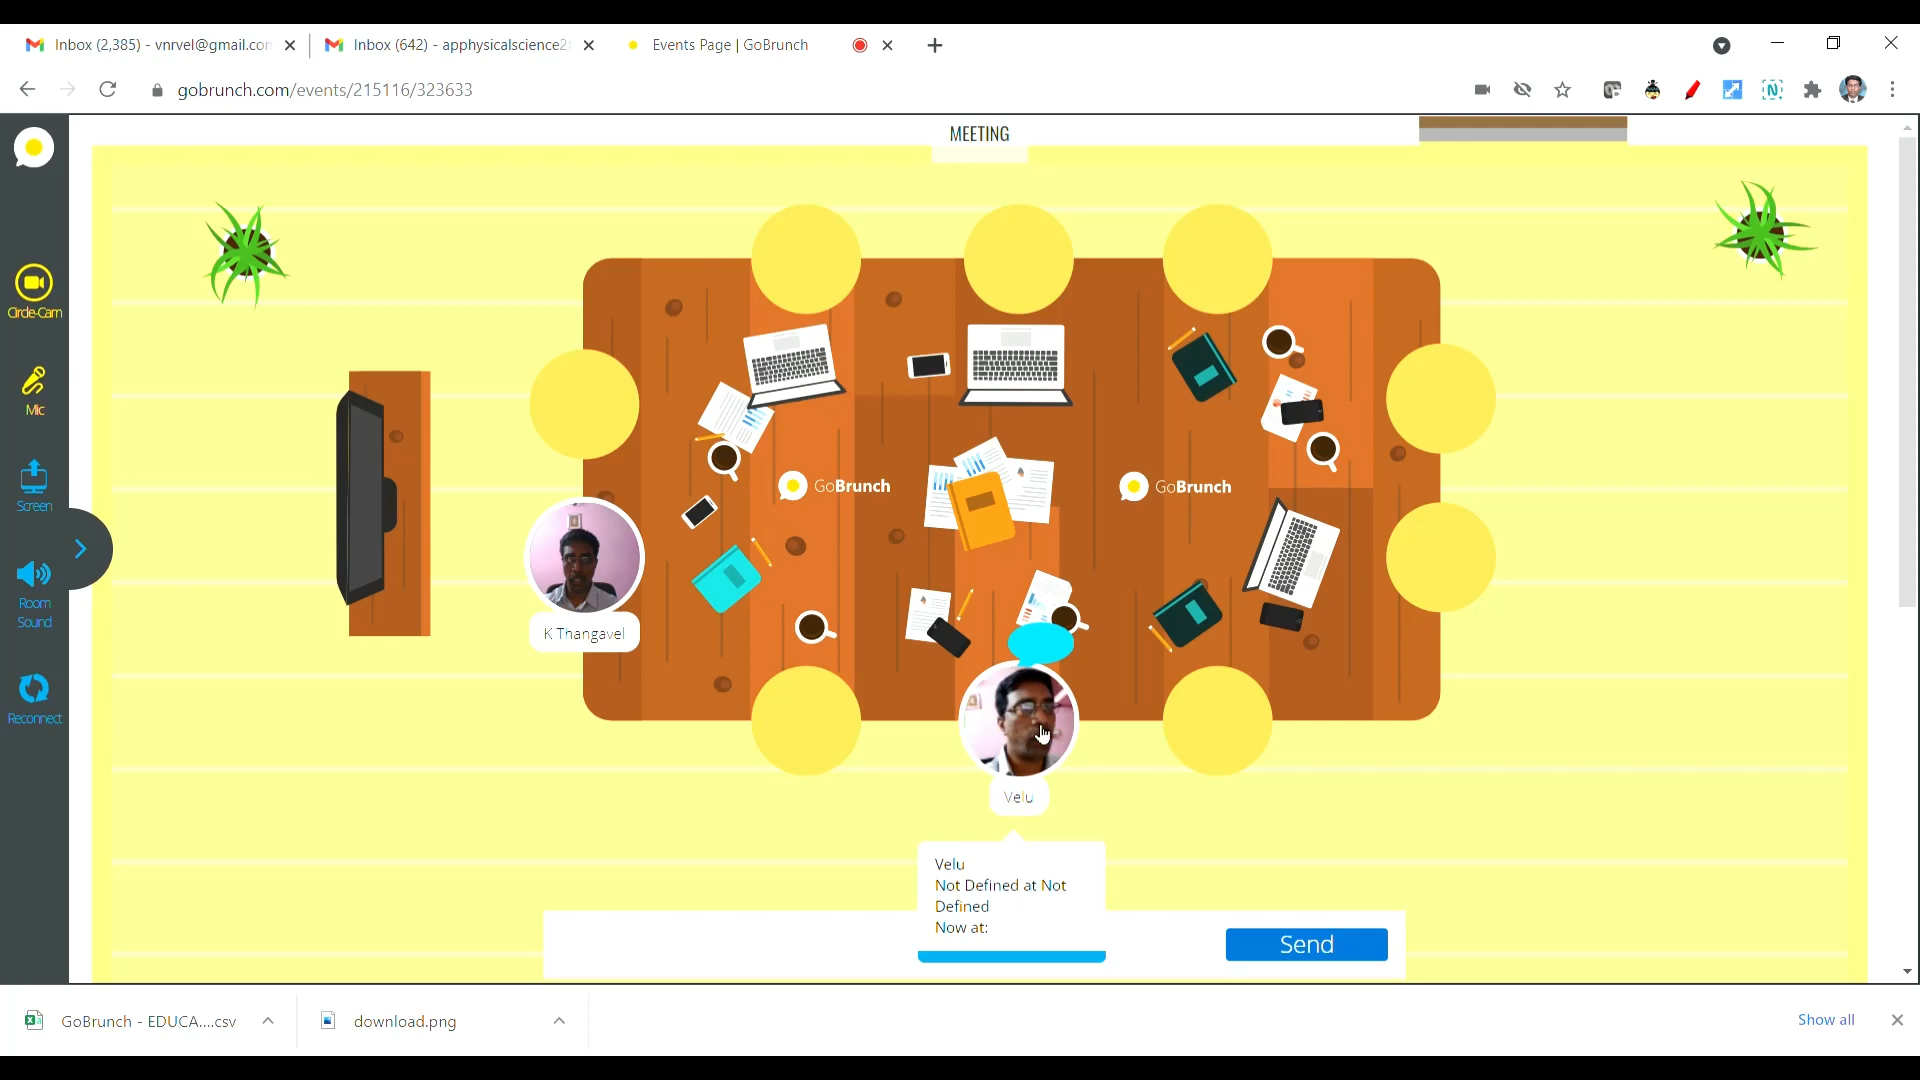 Inbox (2,385) - vnrvel@gmail.con
Inbox (642) - apphysicalscience2
Events Page | GoBrunch
gobrunch.com/events/215116/323633
MEETING
Circle-Cam
Mic
Screen
Room
Sound
Reconnect
GoBrunch
GoBrunch
K Thangavel
Velu
Velu
Not Defined at Not
Defined
Now at:
Send
GoBrunch - EDUCA....csv
download.png
Show all